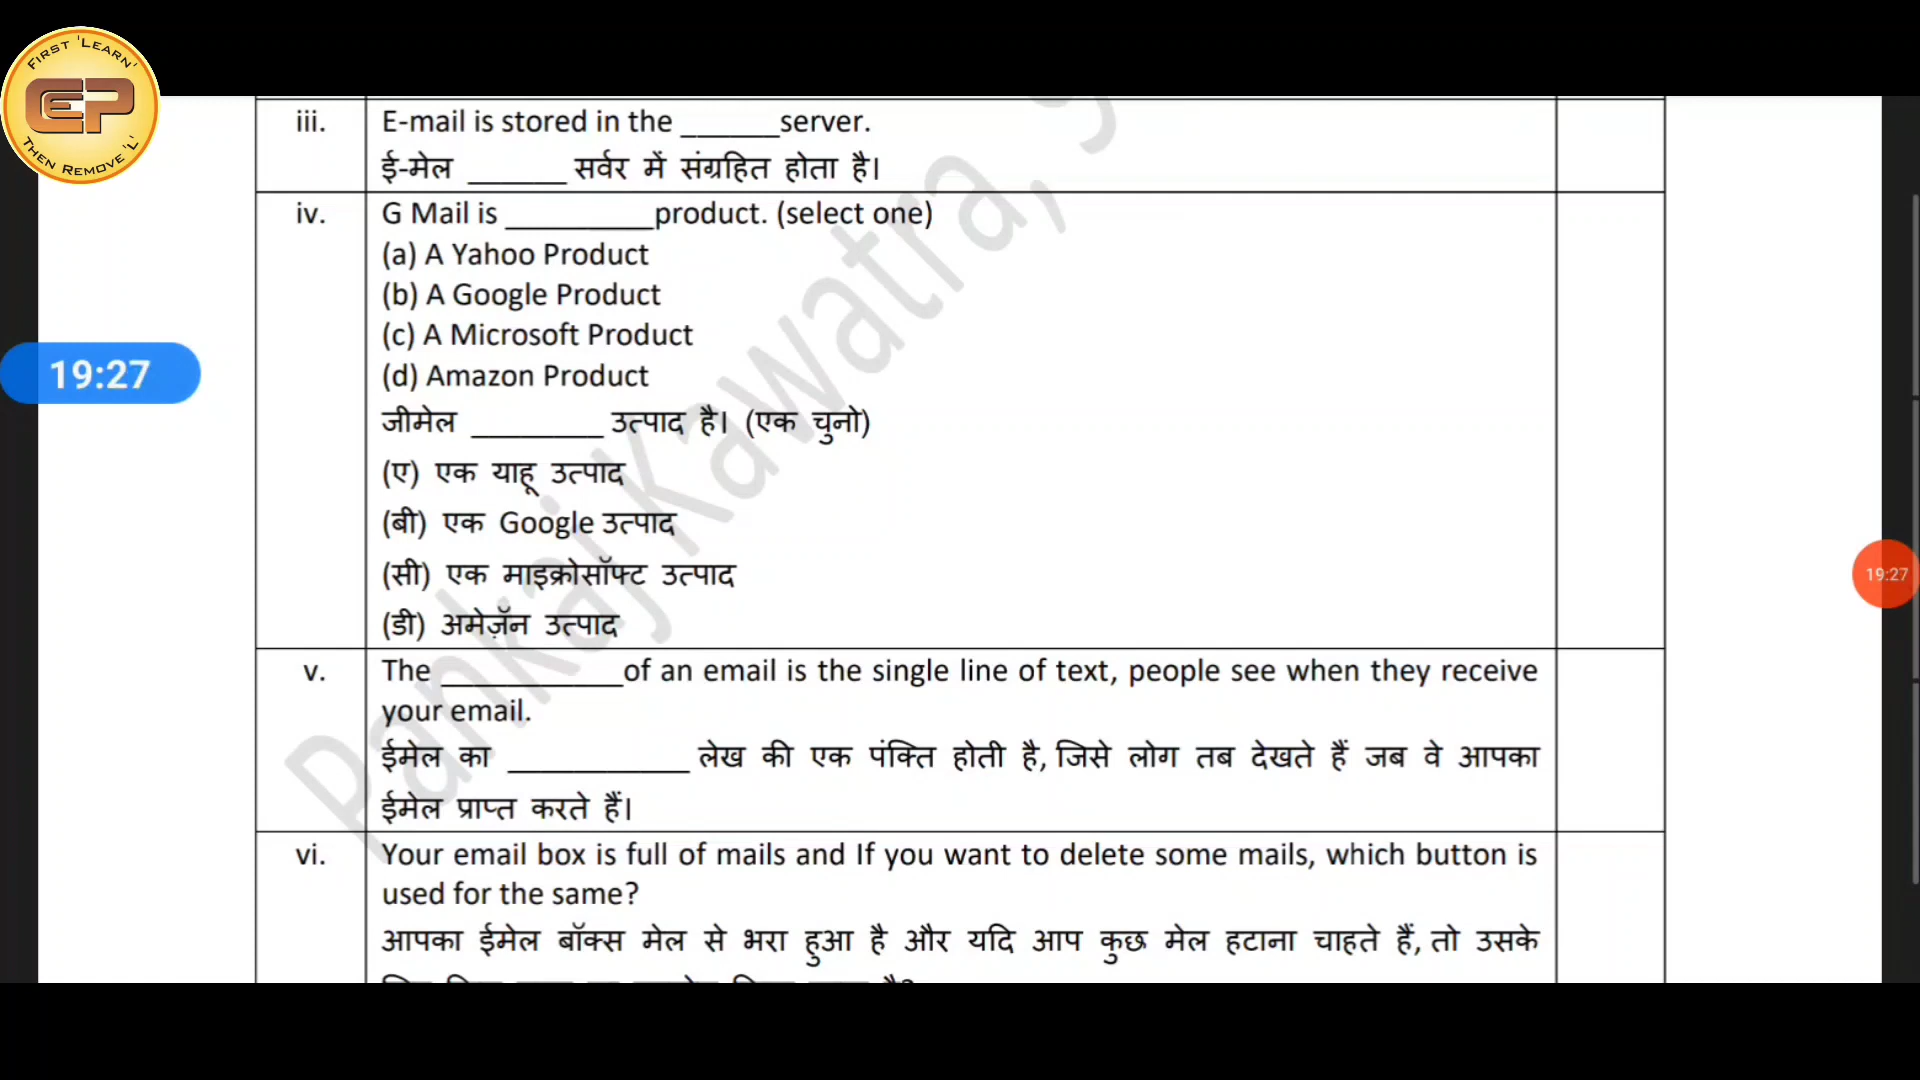 FIRST 'LEARN'
EP
THEN REMOVE 'L'
iii. E-mail is stored in the ______server.
ई-मेल ______ सर्वर में संग्रहित होता है।
iv. G Mail is _________product. (select one)
(a) A Yahoo Product
(b) A Google Product
(c) A Microsoft Product
19:27
(d) Amazon Product
जीमेल ________ उत्पाद है। (एक चुनो)
(ए) एक याहू उत्पाद
(बी) एक Google उत्पाद
(सी) एक माइक्रोसॉफ्ट उत्पाद
19:27
(डी) अमेज़ॅन उत्पाद
v. The ___________of an email is the single line of text, people see when they receive
your email.
ईमेल का ___________ लेख की एक पंक्ति होती है, जिसे लोग तब देखते हैं जब वे आपका
ईमेल प्राप्त करते हैं।
vi. Your email box is full of mails and If you want to delete some mails, which button is
used for the same?
आपका ईमेल बॉक्स मेल से भरा हुआ है और यदि आप कुछ मेल हटाना चाहते हैं, तो उसके
Pankaj Kawatra,